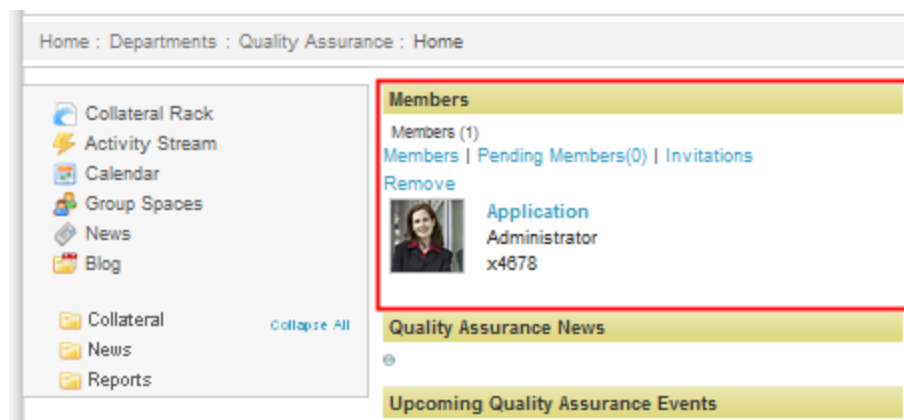 Home : Departments : Quality Assurance : Home
Collateral Rack
Activity Stream
Calendar
Group Spaces
News
Blog
Collateral Collapse All
News
Reports
Members
Members (1)
Members | Pending Members(0) | Invitations
Remove
Application
Administrator
x4678
Quality Assurance News
Upcoming Quality Assurance Events